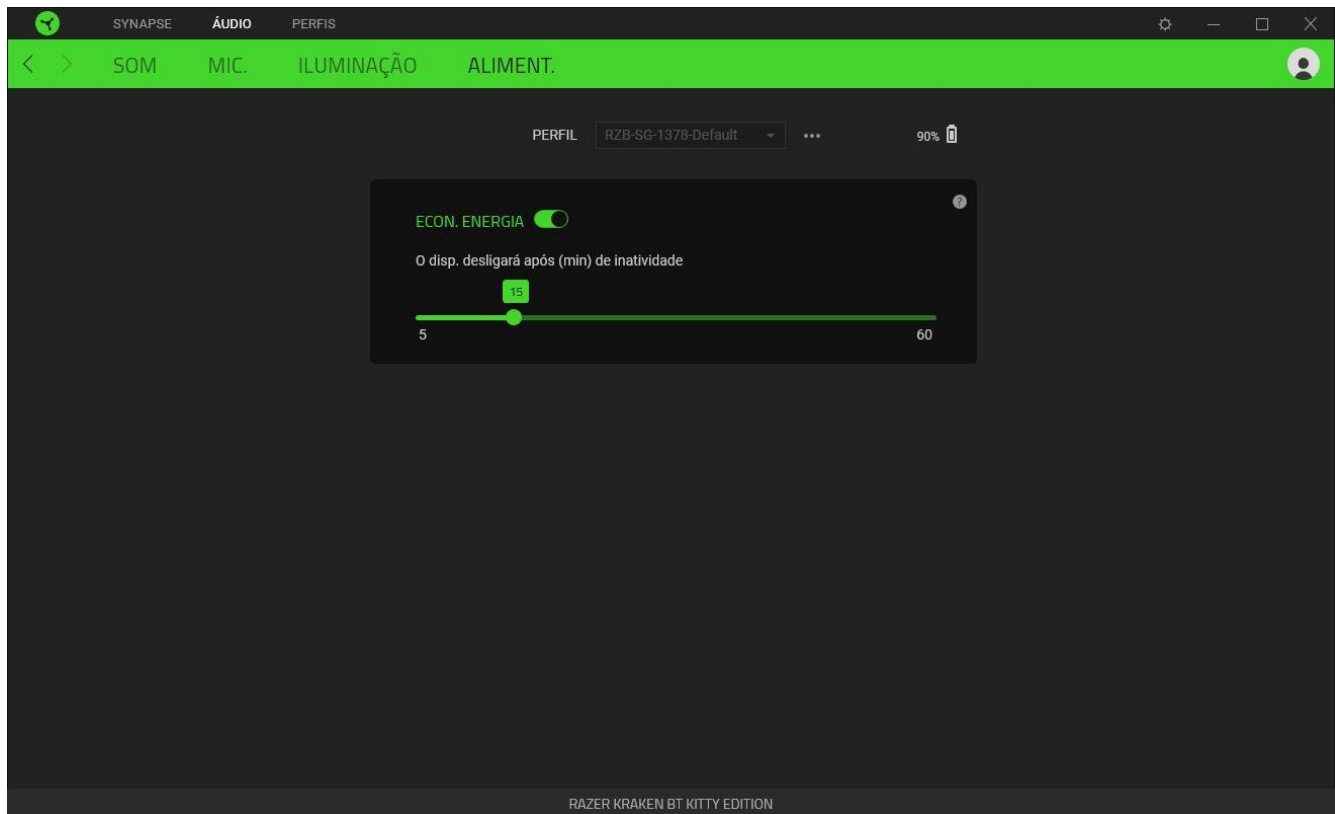 SYNAPSE ÁUDIO PERFIS
SOM MIC. ILUMINAÇÃO ALIMENT.
PERFIL RZB-SG-1378-Default 90%
ECON. ENERGIA
O disp. desligará após (min) de inatividade
15
5 60
RAZER KRAKEN BT KITTY EDITION